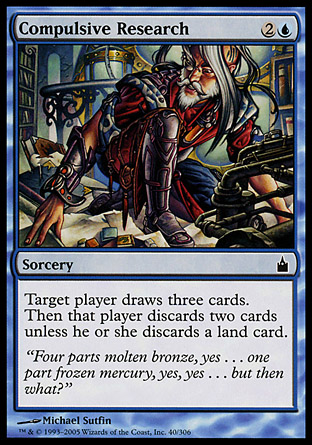 Compulsive Research 2
Sorcery
Target player draws three cards.
Then that player discards two cards
unless he or she discards a land card.
“Four parts molten bronze, yes . . . one
part frozen mercury, yes, yes . . . but then
what?”
Michael Sutfin
™ & © 1993–2005 Wizards of the Coast, Inc. 40/306